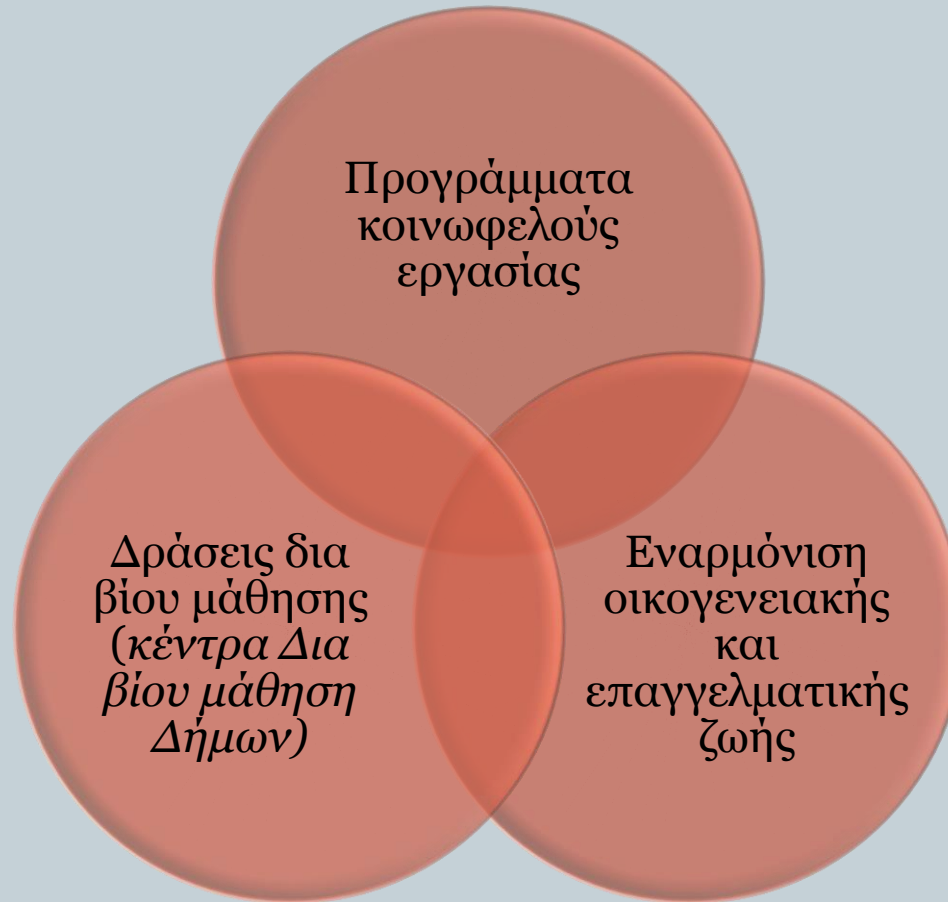 Προγράμματα
κοινωφελούς
εργασίας
Δράσεις δια
βίου μάθησης
(κέντρα Δια
βίου μάθηση
Δήμων)
Εναρμόνιση
οικογενειακής
και
επαγγελματικής
ζωής